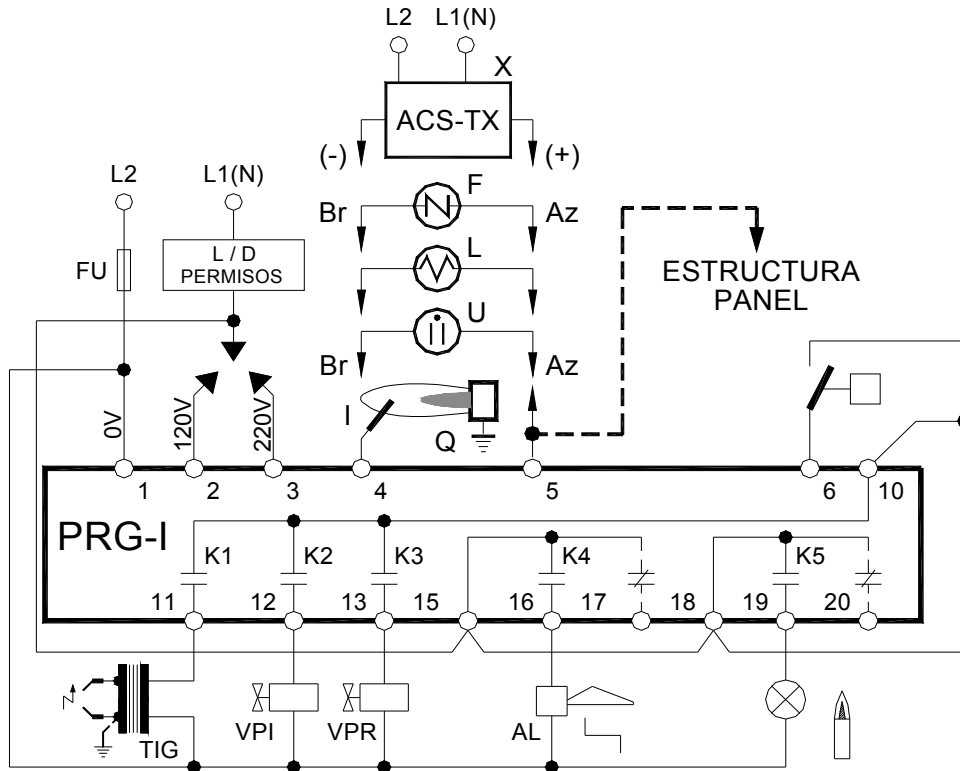 L2 L1(N)
X
ACS-TX
(-) (+)
L2 L1(N) F
Br Az
L / D
PERMISOS
FU
L
ESTRUCTURA
PANEL
U
Br Az
I
Q
0V 120V 220V
1 2 3 4 5 6 10
PRG-I
K1 K2 K3 K4 K5
11 12 13 15 16 17 18 19 20
TIG VPI VPR AL